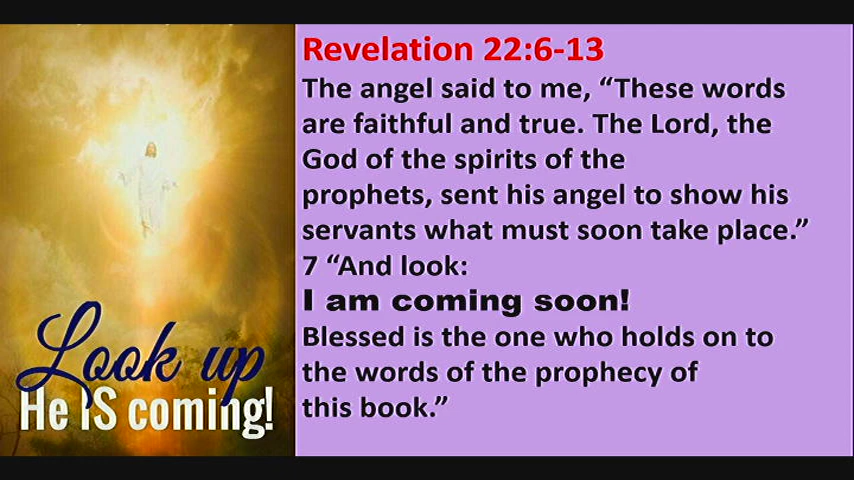 Look up
He IS coming!
Revelation 22:6-13
The angel said to me, “These words
are faithful and true. The Lord, the
God of the spirits of the
prophets, sent his angel to show his
servants what must soon take place.”
7 “And look:
I am coming soon!
Blessed is the one who holds on to
the words of the prophecy of
this book.”